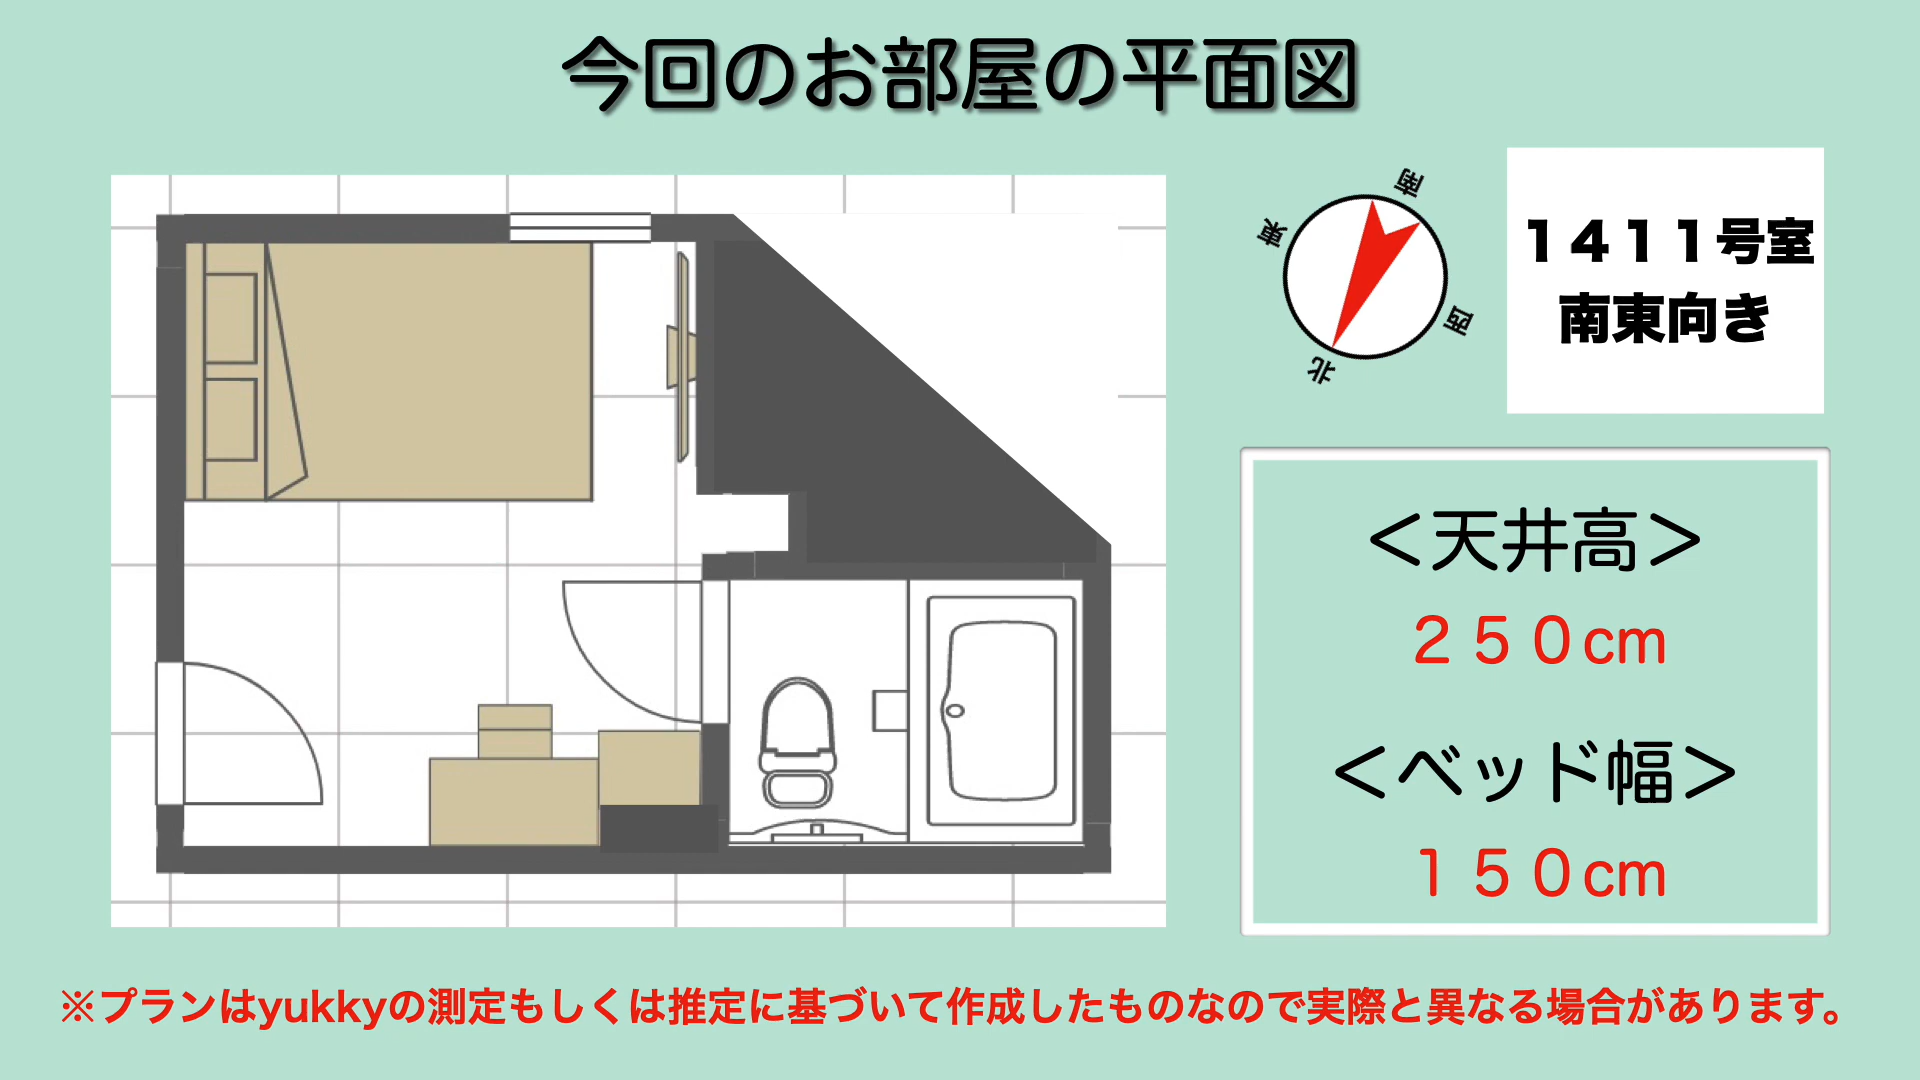 今回のお部屋の平面図
南
東
西
北
１４１１号室
南東向き
＜天井高＞
２５０cm
＜ベッド幅＞
１５０cm
※プランはyukkyの測定もしくは推定に基づいて作成したものなので実際と異なる場合があります。